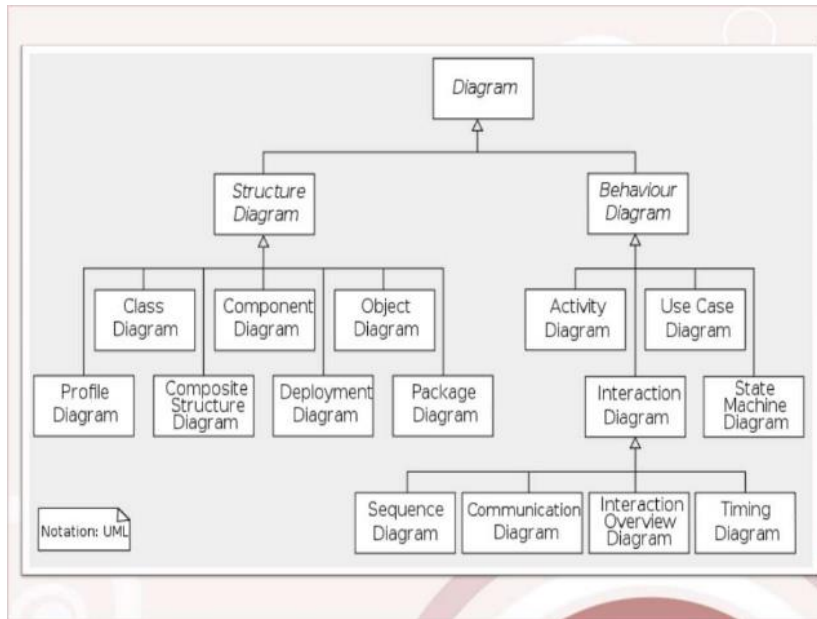 Diagram
Structure
Diagram
Behaviour
Diagram
Class
Diagram
Component
Diagram
Object
Diagram
Activity
Diagram
Use Case
Diagram
Profile
Diagram
Composite
Structure
Diagram
Deployment
Diagram
Package
Diagram
Interaction
Diagram
State
Machine
Diagram
Sequence
Diagram
Communication
Diagram
Interaction
Overview
Diagram
Timing
Diagram
Notation: UML